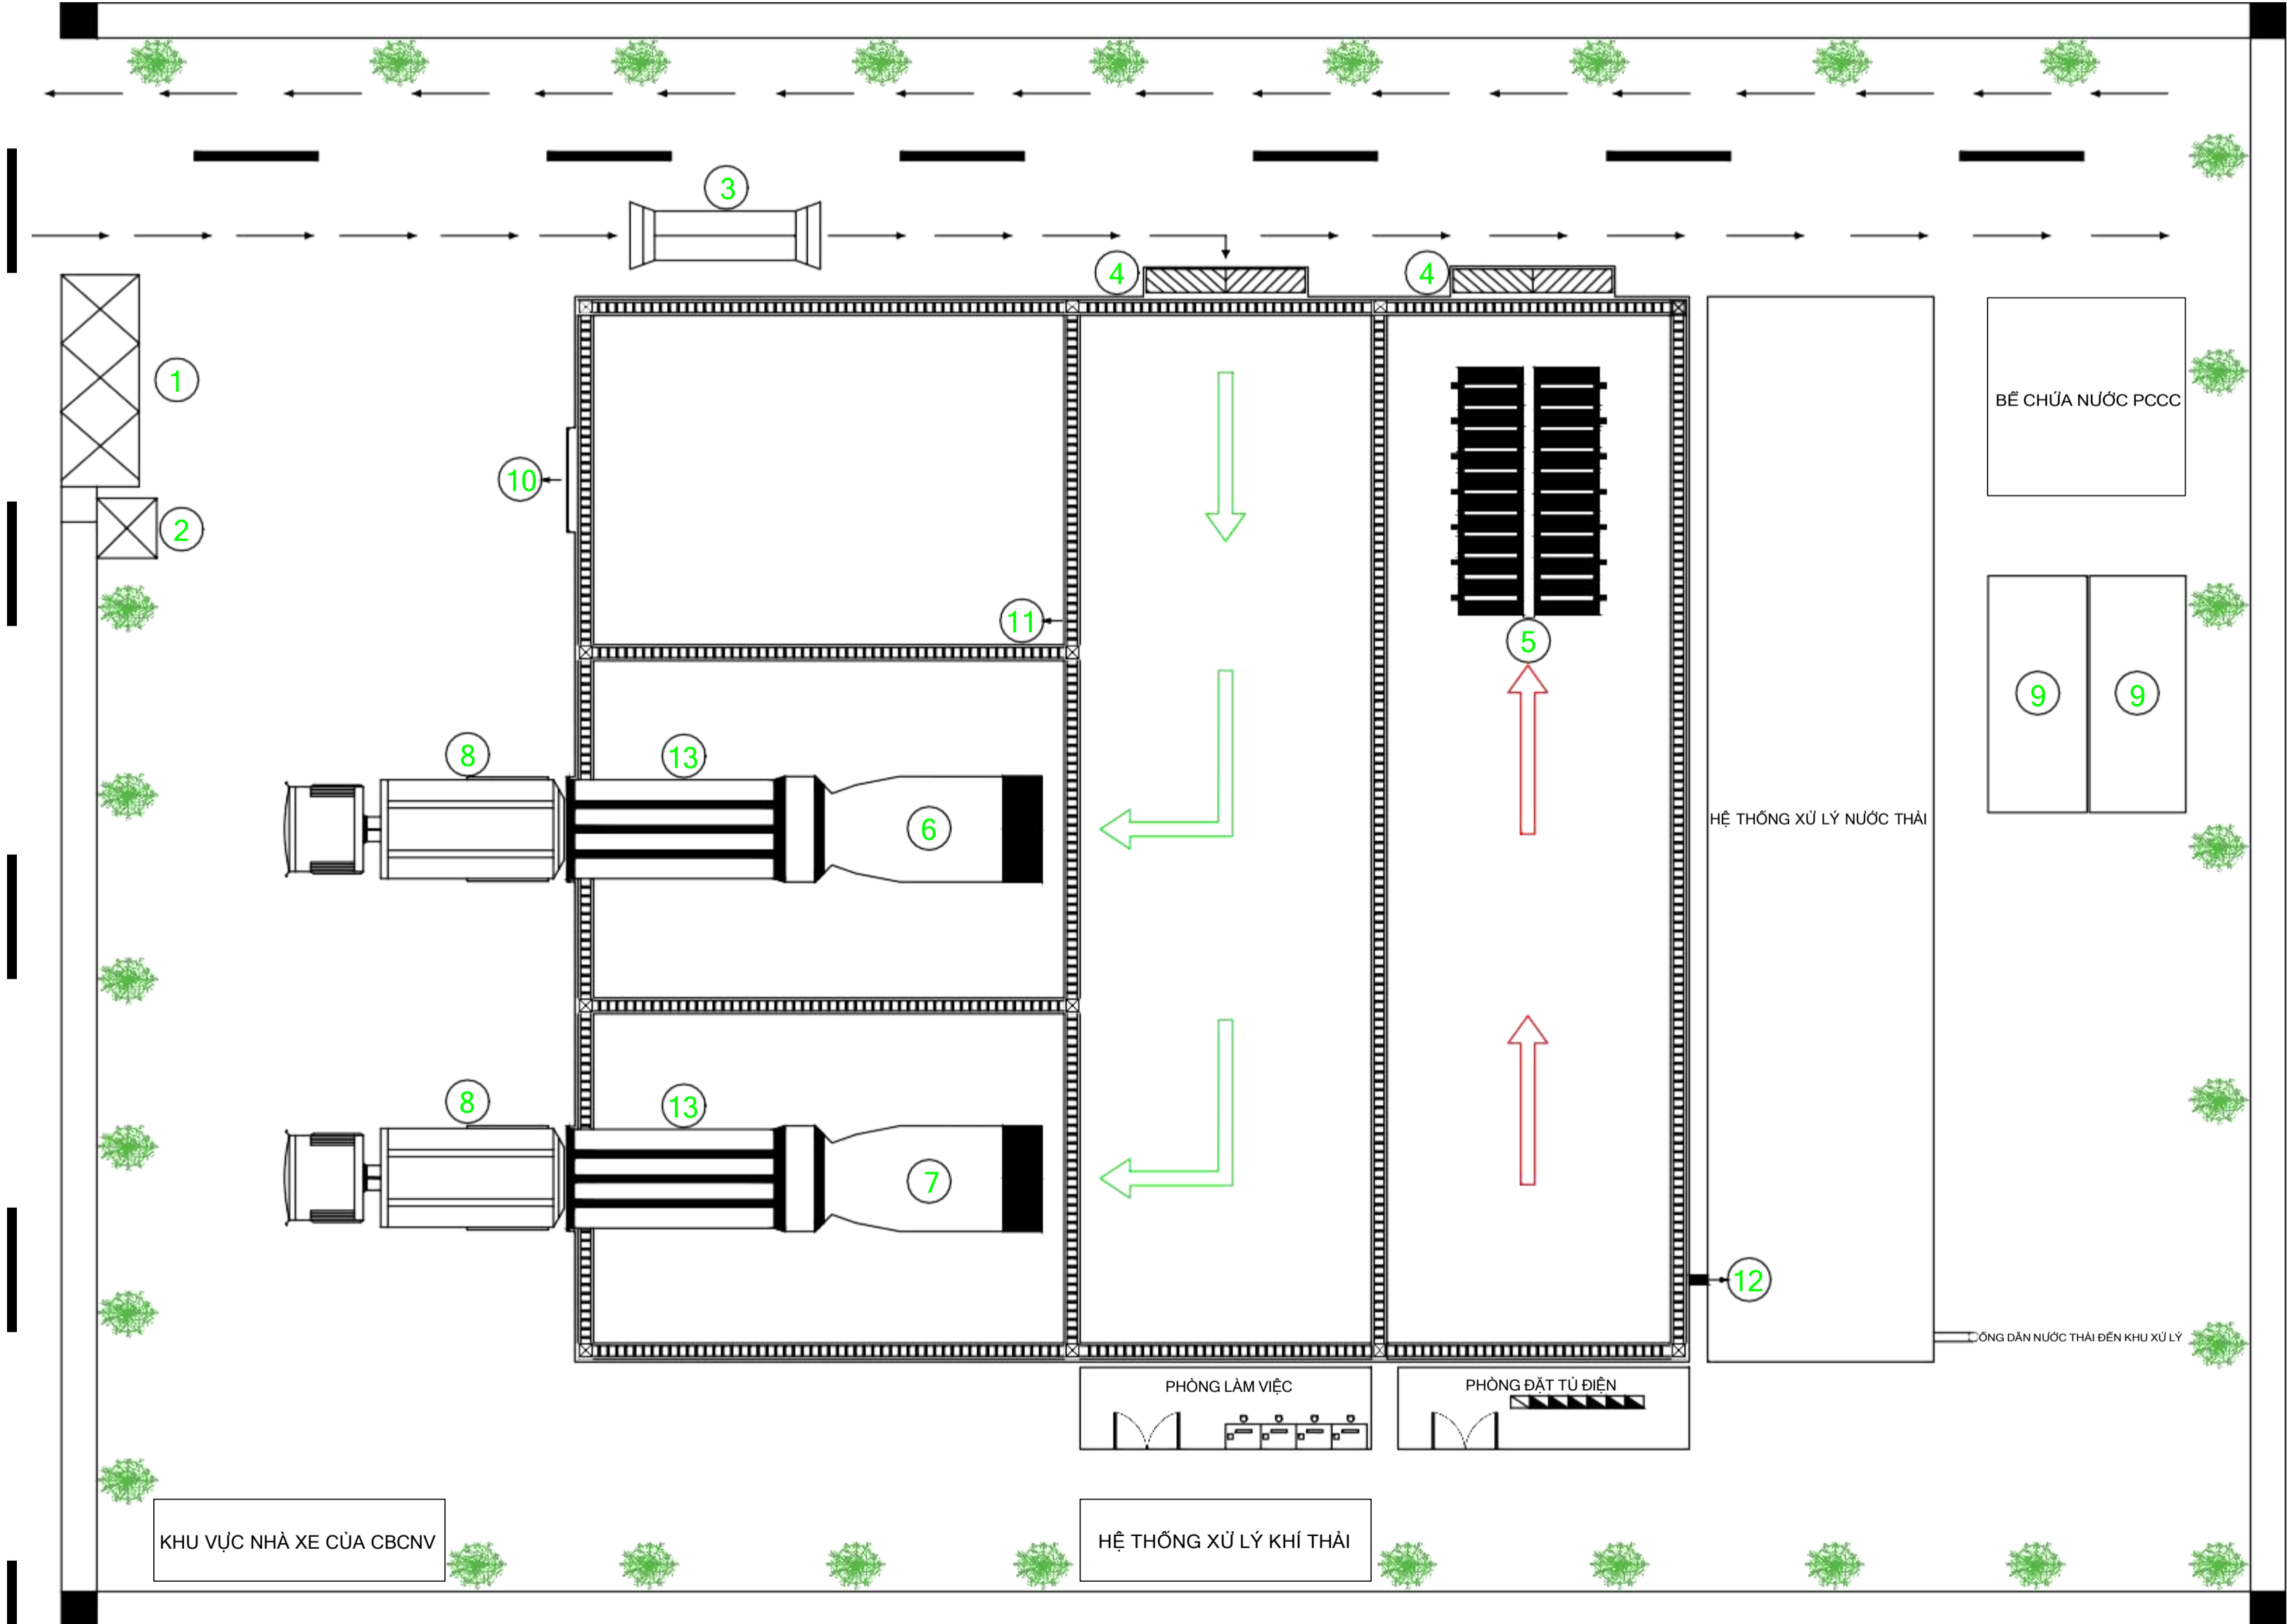 3
4
4
1
BỂ CHỨA NƯỚC PCCC
10
2
11
5
9
9
8
13
6
HỆ THỐNG XỬ LÝ NƯỚC THẢI
8
13
7
12
ỐNG DẪN NƯỚC THẢI ĐẾN KHU XỬ LÝ
PHÒNG LÀM VIỆC
PHÒNG ĐẶT TỦ ĐIỆN
KHU VỰC NHÀ XE CỦA CBCNV
HỆ THỐNG XỬ LÝ KHÍ THẢI